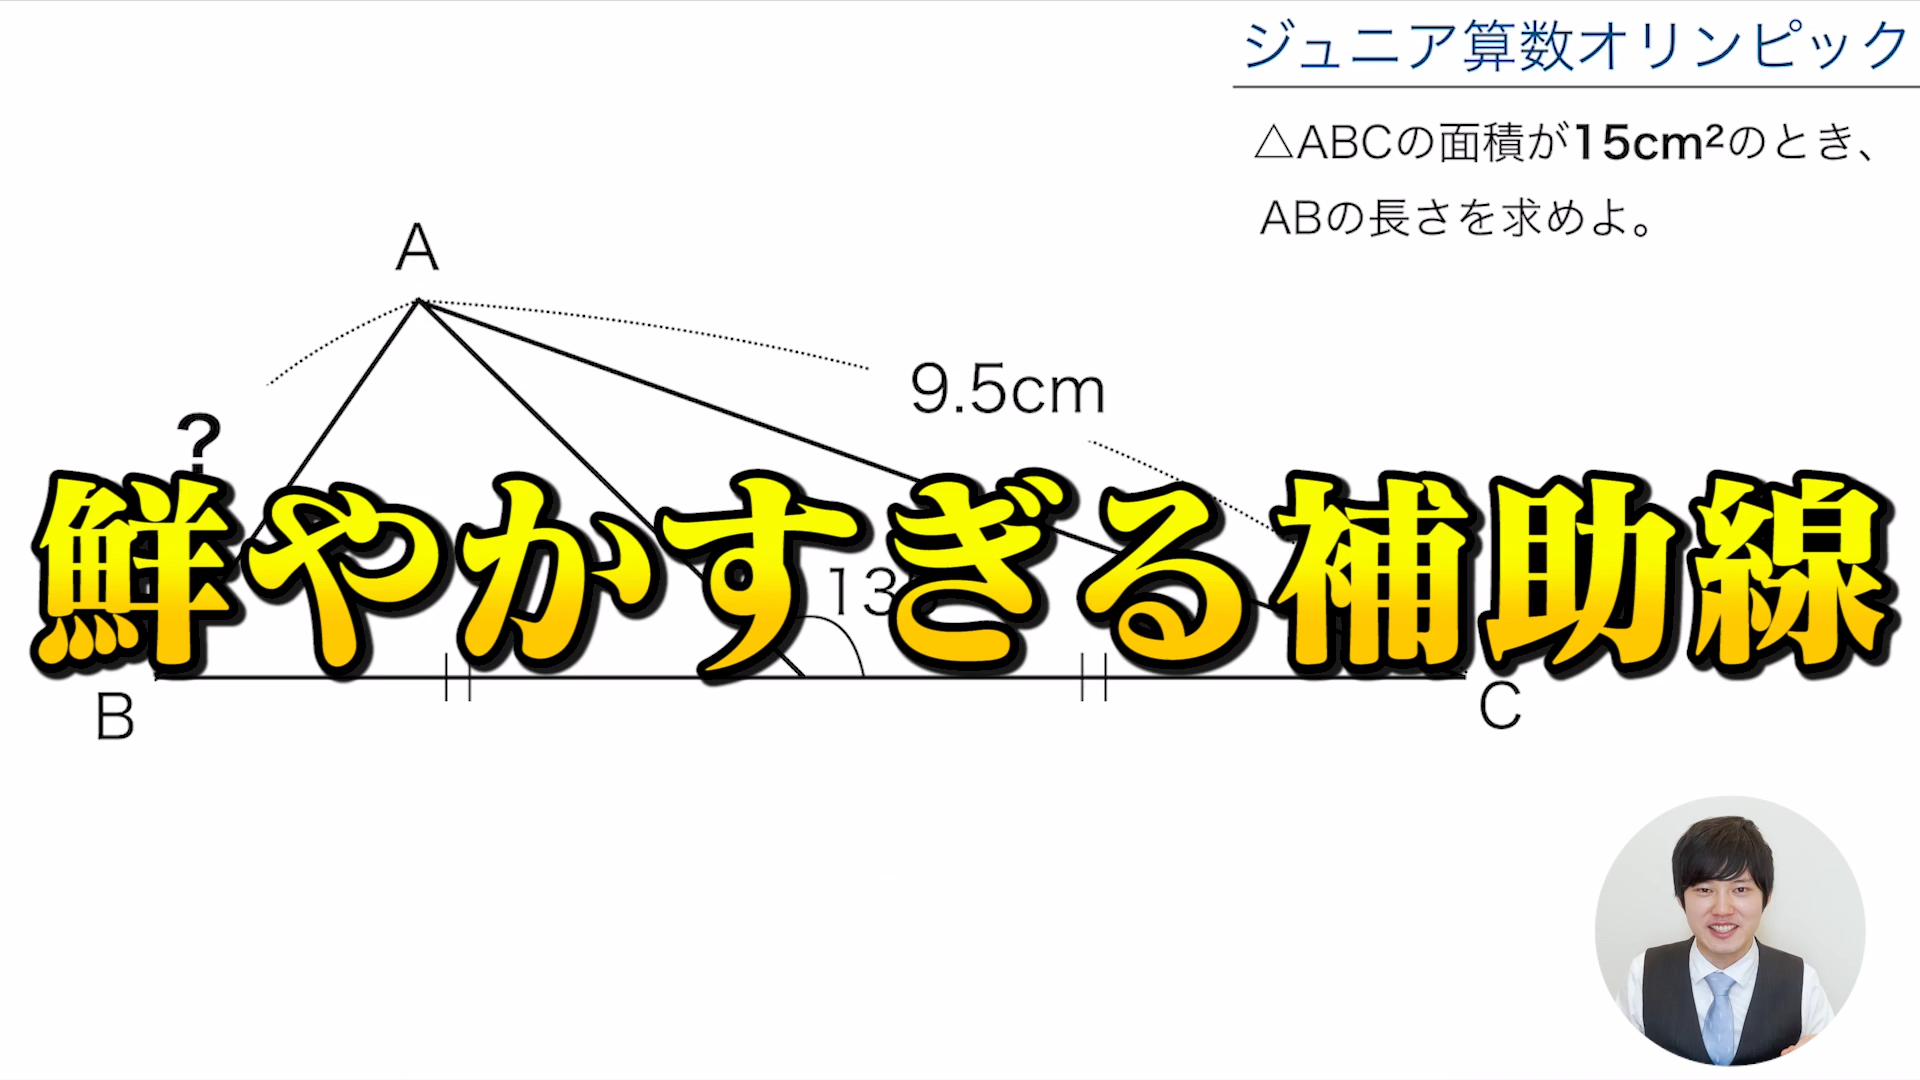 ジュニア算数オリンピック
△ABCの面積が15cm²のとき、
ABの長さを求めよ。
A
9.5cm
?
鮮やかすぎる補助線
B
C